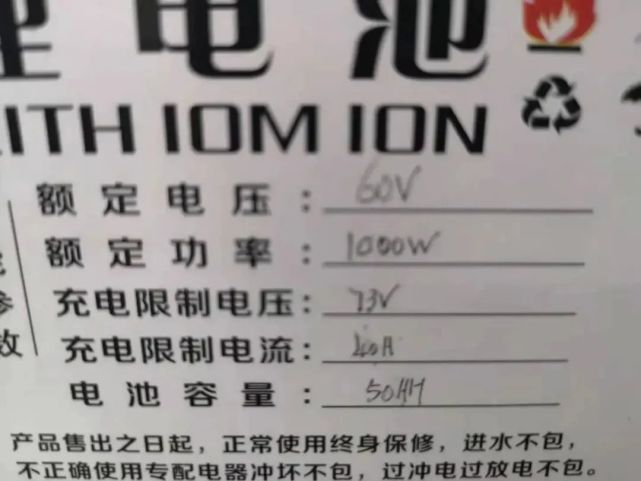 锂电池
LITH IOM ION
额定电压：60V
额定功率：1000W
充电限制电压：73V
充电限制电流：
电池容量：50AH
参
效
产品售出之日起，正常使用终身保修，进水不包，
不正确使用专配电器冲坏不包，过冲电过放电不包。